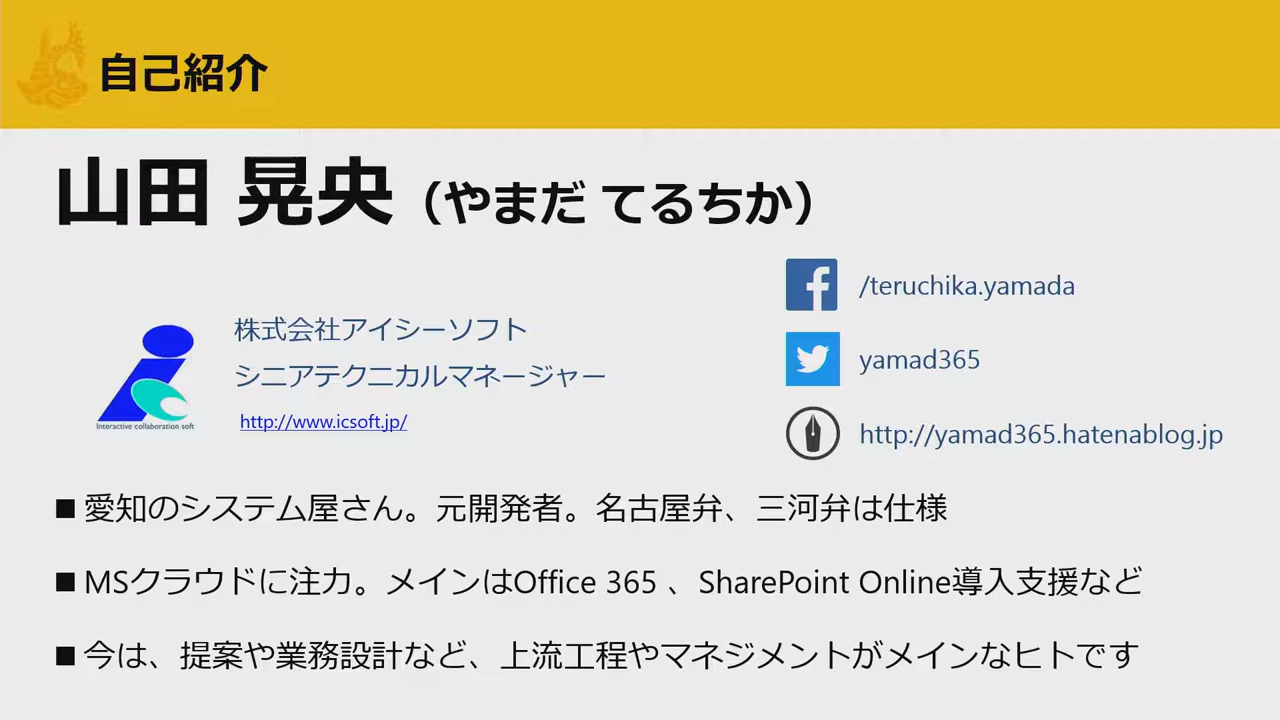 自己紹介
山田 晃央（やまだ てるちか）
株式会社アイシーソフト
シニアテクニカルマネージャー
http://www.icsoft.jp/
Interactive collaboration soft
/teruchika.yamada
yamad365
http://yamad365.hatenablog.jp
■ 愛知のシステム屋さん。元開発者。名古屋弁、三河弁は仕様
■ MSクラウドに注力。メインはOffice 365 、SharePoint Online導入支援など
■ 今は、提案や業務設計など、上流工程やマネジメントがメインなヒトです